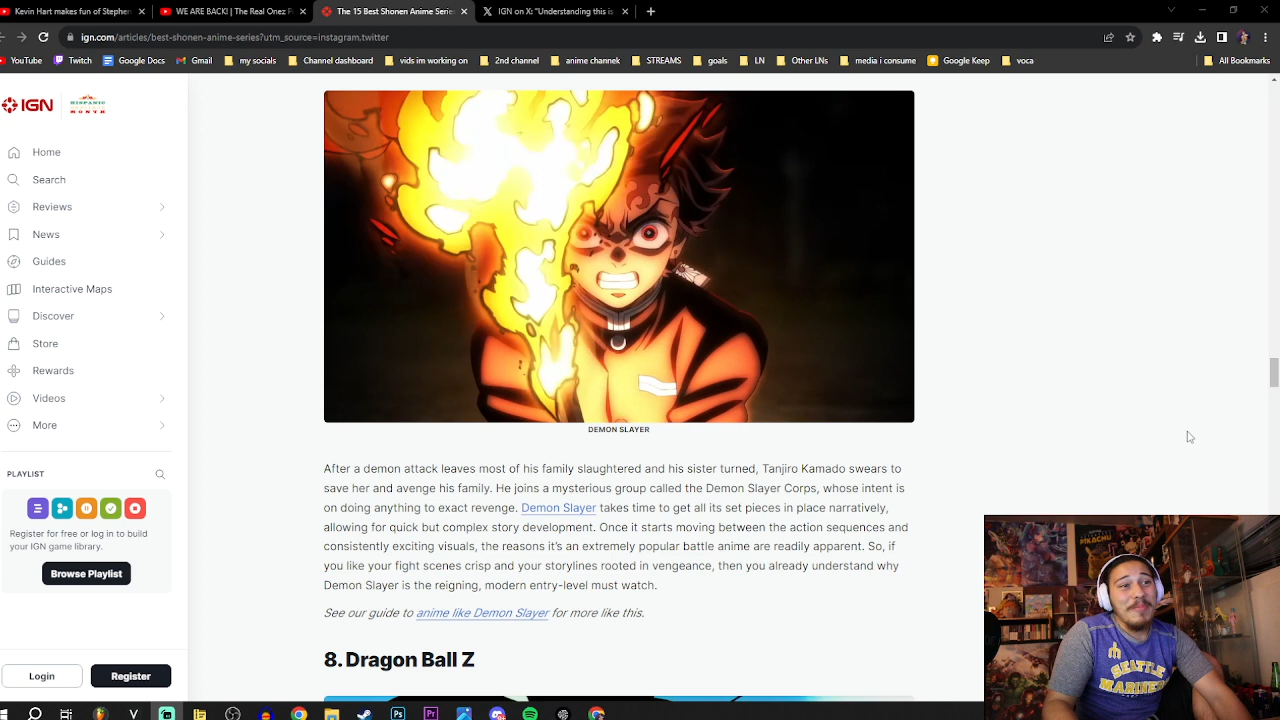 Kevin Hart makes fun of Stephen
WE ARE BACK! | The Real Onez P
The 15 Best Shonen Anime Series
IGN on X: "Understanding this is
ign.com/articles/best-shonen-anime-series?utm_source=instagram,twitter
YouTube Twitch Google Docs Gmail my socials Channel dashboard vids im working on 2nd channel anime channel STREAMS goals LN Other LNs media i consume Google Keep voca All Bookmarks
IGN
HISPANIC
MONTH
Home
Search
Reviews
News
Guides
Interactive Maps
Discover
Store
Rewards
Videos
More
PLAYLIST
Register for free or log in to build
your IGN game library.
Browse Playlist
Login
Register
DEMON SLAYER
After a demon attack leaves most of his family slaughtered and his sister turned, Tanjiro Kamado swears to
save her and avenge his family. He joins a mysterious group called the Demon Slayer Corps, whose intent is
on doing anything to exact revenge. Demon Slayer takes time to get all its set pieces in place narratively,
allowing for quick but complex story development. Once it starts moving between the action sequences and
consistently exciting visuals, the reasons it's an extremely popular battle anime are readily apparent. So, if
you like your fight scenes crisp and your storylines rooted in vengeance, then you already understand why
Demon Slayer is the reigning, modern entry-level must watch.
See our guide to anime like Demon Slayer for more like this.
8. Dragon Ball Z
PIKACHU
SEATTLE
MARINERS